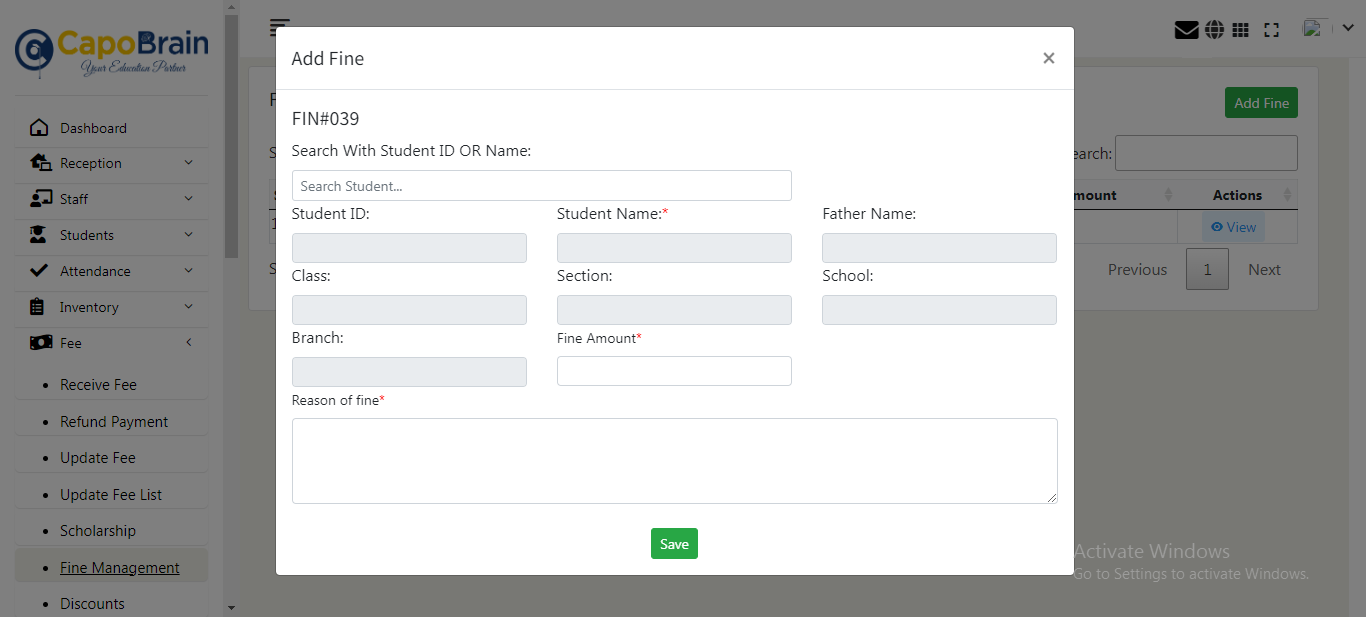 CapoBrain
Your Education Partner
Dashboard
Reception
Staff
Students
Attendance
Inventory
Fee
Receive Fee
Refund Payment
Update Fee
Update Fee List
Scholarship
Fine Management
Discounts
Add Fine
×
FIN#039
Search With Student ID OR Name:
Search Student...
Student ID: Student Name:* Father Name:
Class: Section: School:
Branch: Fine Amount*
Reason of fine*
Save
Add Fine
earch:
mount Actions
View
Previous 1 Next
Activate Windows
Go to Settings to activate Windows.